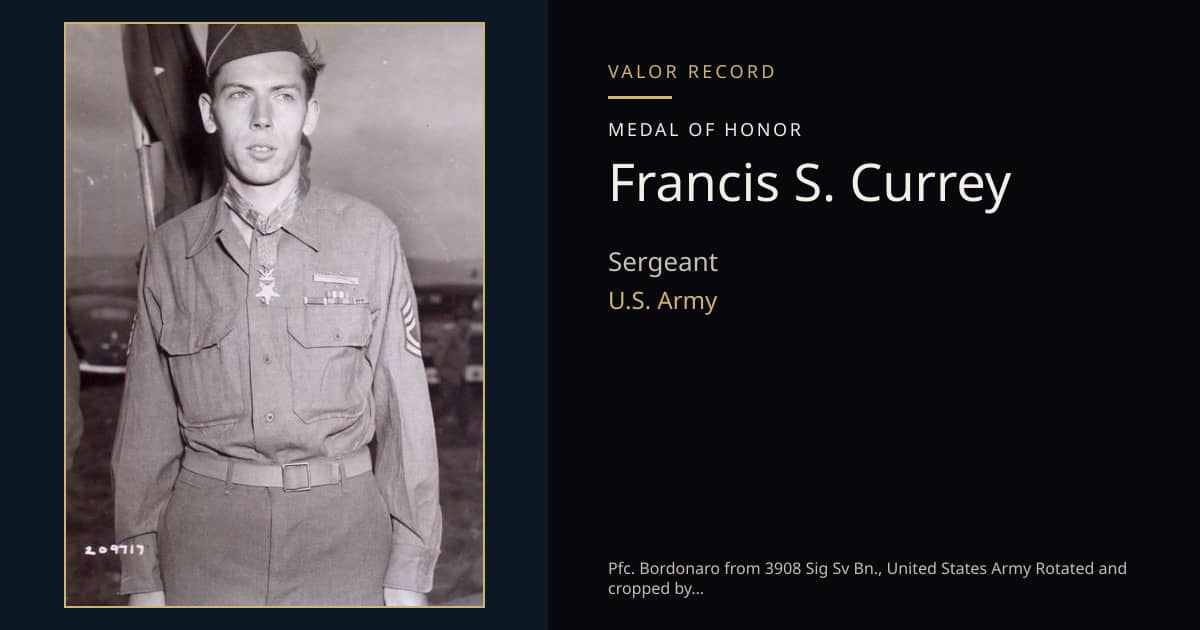 VALOR RECORD
MEDAL OF HONOR
Francis S. Currey
Sergeant
U.S. Army
209717
Pfc. Bordonaro from 3908 Sig Sv Bn., United States Army Rotated and
cropped by...